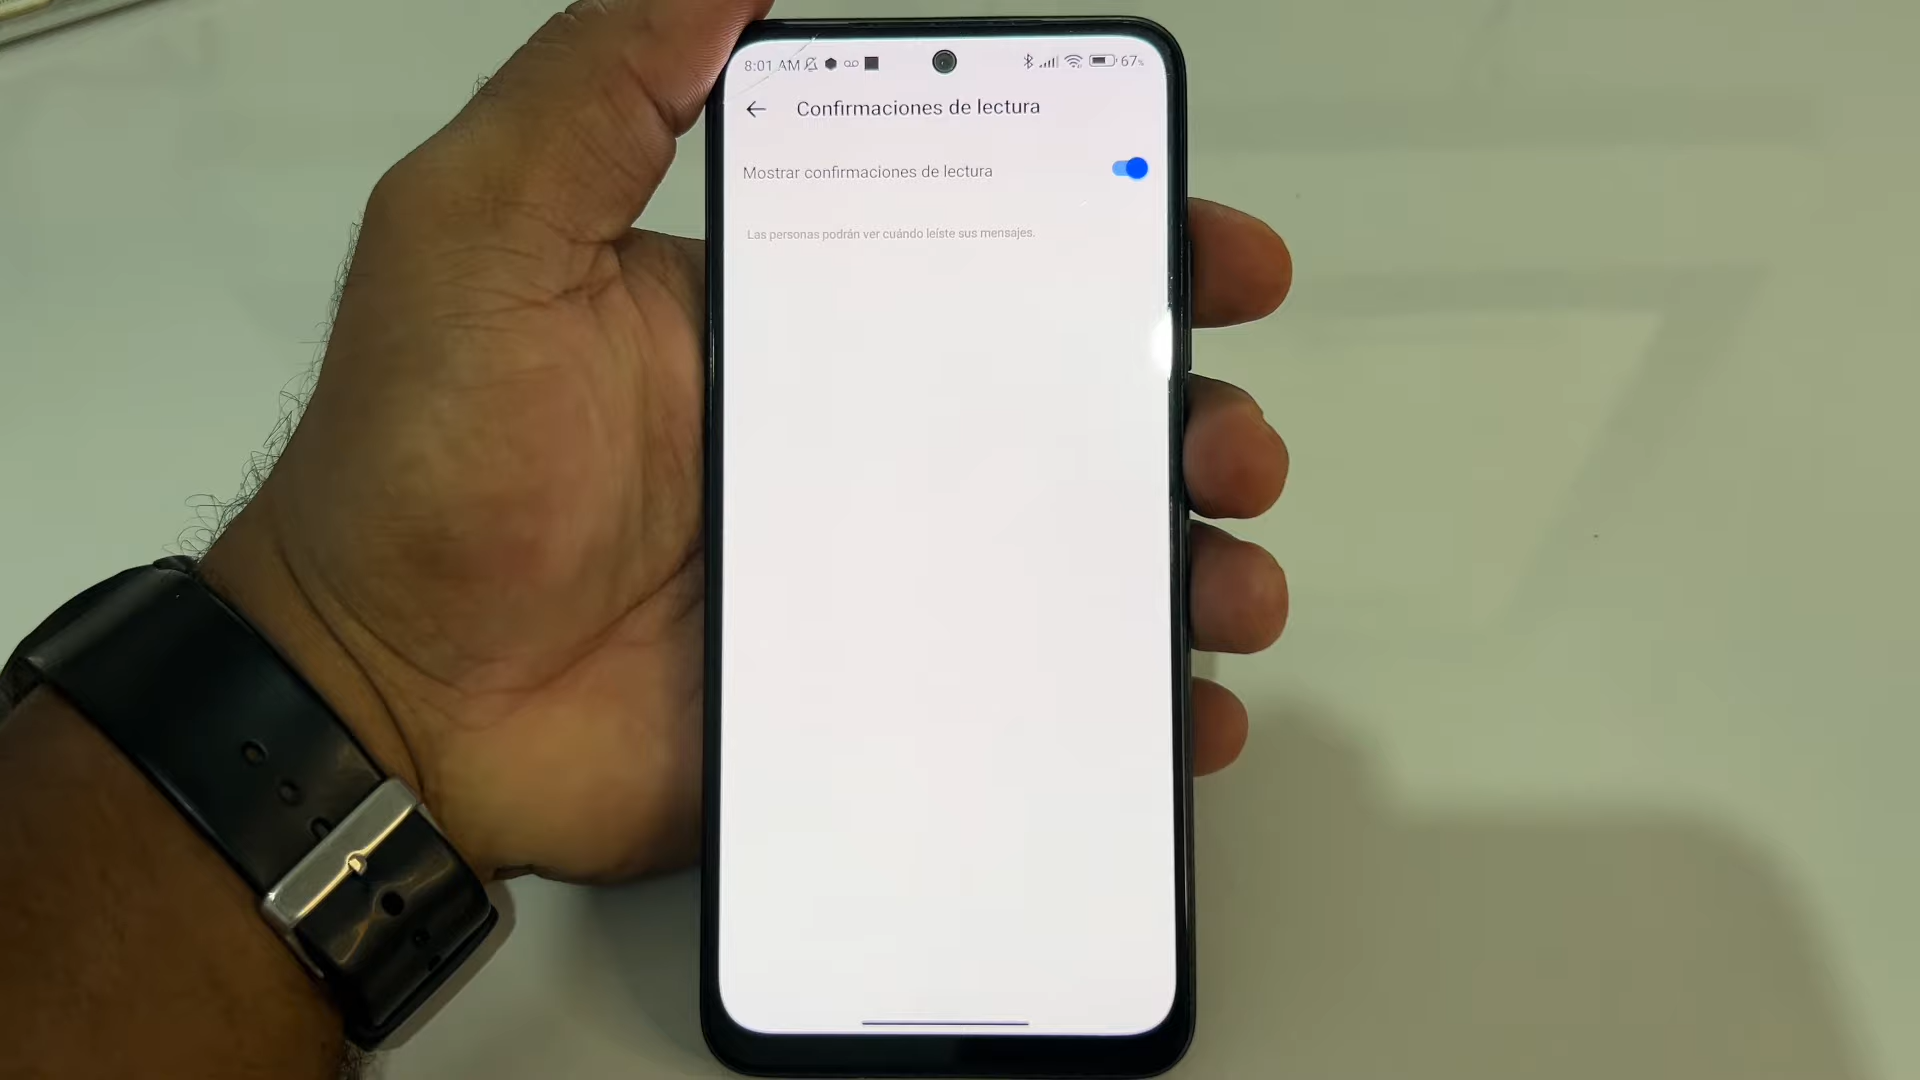 8:01 AM
67%
Confirmaciones de lectura
Mostrar confirmaciones de lectura
Las personas podrán ver cuándo leíste sus mensajes.